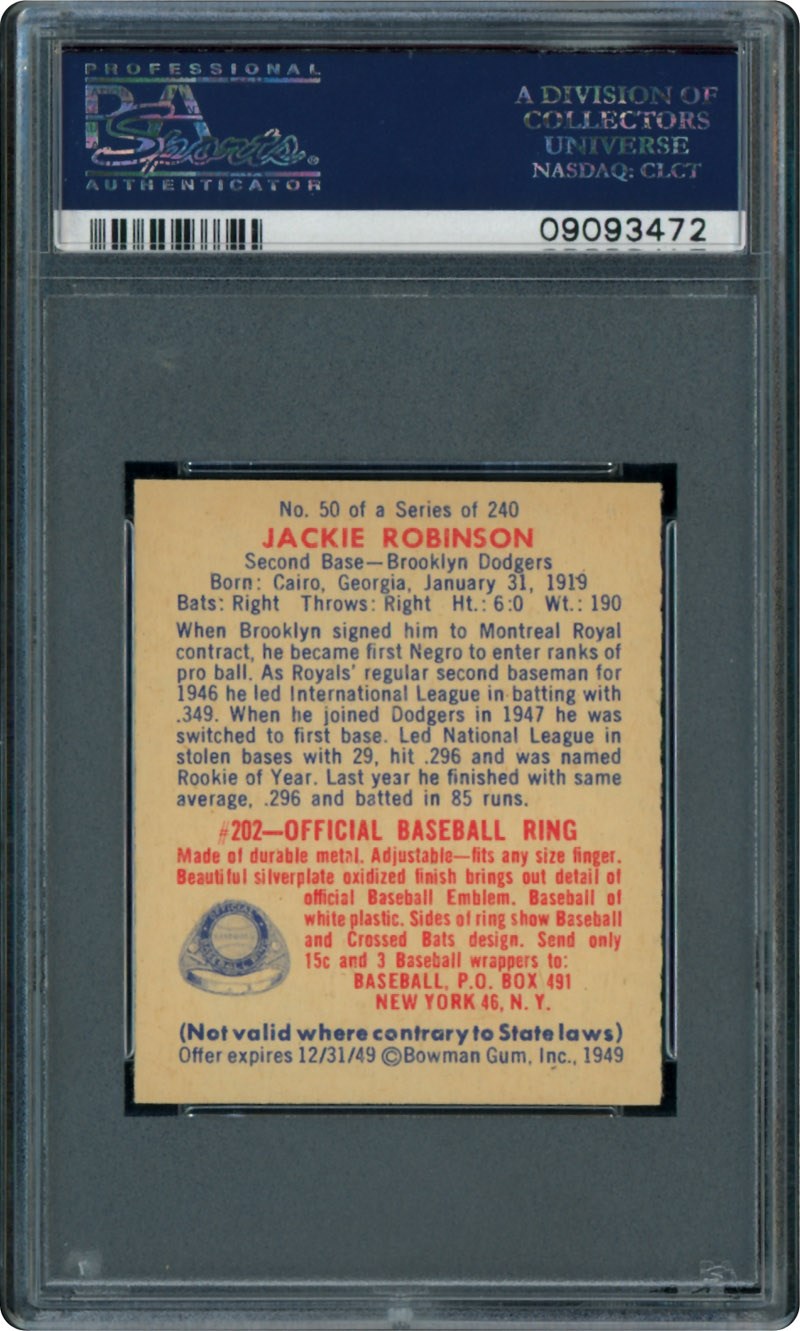 PROFESSIONAL
PSA
Sports®
AUTHENTICATOR
A DIVISION OF
COLLECTORS
UNIVERSE
NASDAQ: CLCT
09093472
No. 50 of a Series of 240
JACKIE ROBINSON
Second Base—Brooklyn Dodgers
Born: Cairo, Georgia, January 31, 1919
Bats: Right Throws: Right Ht.: 6:0 Wt.: 190
When Brooklyn signed him to Montreal Royal
contract, he became first Negro to enter ranks of
pro ball. As Royals' regular second baseman for
1946 he led International League in batting with
.349. When he joined Dodgers in 1947 he was
switched to first base. Led National League in
stolen bases with 29, hit .296 and was named
Rookie of Year. Last year he finished with same
average, .296 and batted in 85 runs.
#202—OFFICIAL BASEBALL RING
Made of durable metal. Adjustable—fits any size finger.
Beautiful silverplate oxidized finish brings out detail of
official Baseball Emblem. Baseball of
white plastic. Sides of ring show Baseball
and Crossed Bats design. Send only
15c and 3 Baseball wrappers to:
BASEBALL, P.O. BOX 491
NEW YORK 46, N. Y.
OFFICIAL
BASEBALL RING
(Not valid where contrary to State laws)
Offer expires 12/31/49 ©Bowman Gum, Inc., 1949
PSA